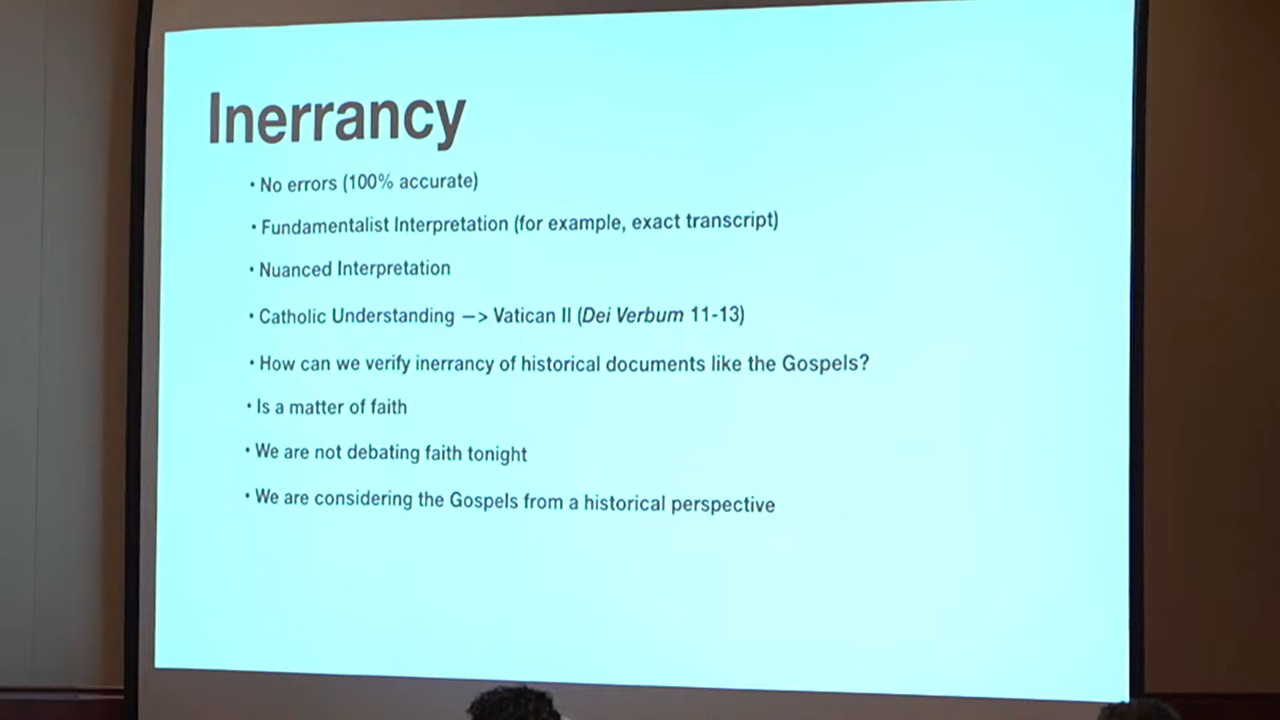 Inerrancy
• No errors (100% accurate)
• Fundamentalist Interpretation (for example, exact transcript)
• Nuanced Interpretation
• Catholic Understanding —> Vatican II (Dei Verbum 11-13)
• How can we verify inerrancy of historical documents like the Gospels?
• Is a matter of faith
• We are not debating faith tonight
• We are considering the Gospels from a historical perspective